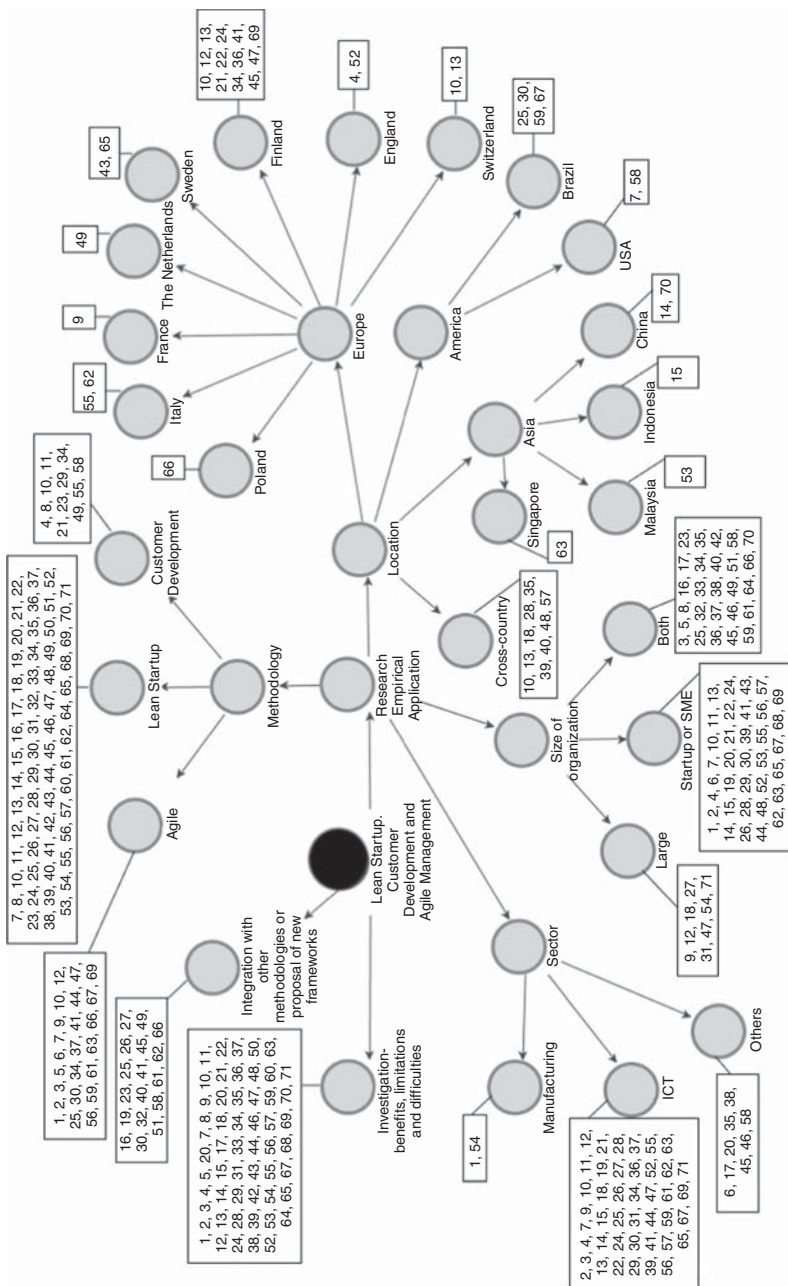 1, 2, 3, 5, 6, 7, 9, 10, 12,
25, 30, 34, 37, 41, 44, 47,
56, 59, 61, 63, 66, 67, 69
Agile
7, 8, 10, 11, 12, 13, 14, 15, 16, 17, 18, 19, 20, 21, 22,
23, 24, 25, 26, 27, 28, 29, 30, 31, 32, 33, 34, 35, 36, 37,
38, 39, 40, 41, 42, 43, 44, 45, 46, 47, 48, 49, 50, 51, 52,
53, 54, 55, 56, 57, 60, 61, 62, 64, 65, 68, 69, 70, 71
Lean Startup
4, 8, 10, 11,
21, 23, 29, 34,
49, 55, 58
Customer
Development
Methodology
16, 19, 23, 25, 26, 27,
30, 32, 40, 41, 45, 49,
51, 58, 61, 62, 66
Integration with
other
methodologies or
proposal of new
frameworks
1, 2, 3, 4, 5, 20, 7, 8, 9, 10, 11,
12, 13, 14, 15, 17, 18, 20, 21, 22,
24, 28, 29, 31, 33, 34, 35, 36, 37,
38, 39, 42, 43, 44, 46, 47, 48, 50,
52, 53, 54, 55, 56, 57, 59, 60, 63,
64, 65, 67, 68, 69, 70, 71
Investigation-
benefits, limitations
and difficulties
Lean Startup.
Customer
Development and
Agile Management
Research
Empirical
Application
Location
66
Poland
55, 62
Italy
9
France
49
The Netherlands
43, 65
Sweden
10, 12, 13,
21, 22, 24,
34, 36, 41,
45, 47, 69
Finland
4, 52
England
10, 13
Switzerland
Europe
America
25, 30,
59, 67
Brazil
7, 58
USA
Asia
14, 70
China
15
Indonesia
53
Malaysia
63
Singapore
Cross-country
10, 13, 18, 28, 35,
39, 40, 48, 57
Size of
organization
Both
3, 5, 8, 16, 17, 23,
25, 32, 33, 34, 35,
36, 37, 38, 40, 42,
45, 46, 49, 51, 58,
59, 61, 64, 66, 70
Startup or SME
1, 2, 4, 6, 7, 10, 11, 13,
14, 15, 19, 20, 21, 22, 24,
26, 28, 29, 30, 39, 41, 43,
44, 48, 52, 53, 55, 56, 57,
62, 63, 65, 67, 68, 69
Large
9, 12, 18, 27,
31, 47, 54, 71
Sector
Manufacturing
1, 54
ICT
2, 3, 4, 7, 9, 10, 11, 12,
13, 14, 15, 18, 19, 21,
22, 24, 25, 26, 27, 28,
29, 30, 31, 34, 36, 37,
39, 41, 44, 47, 52, 55,
56, 57, 59, 61, 62, 63,
65, 67, 69, 71
Others
6, 17, 20, 35, 38,
45, 46, 58